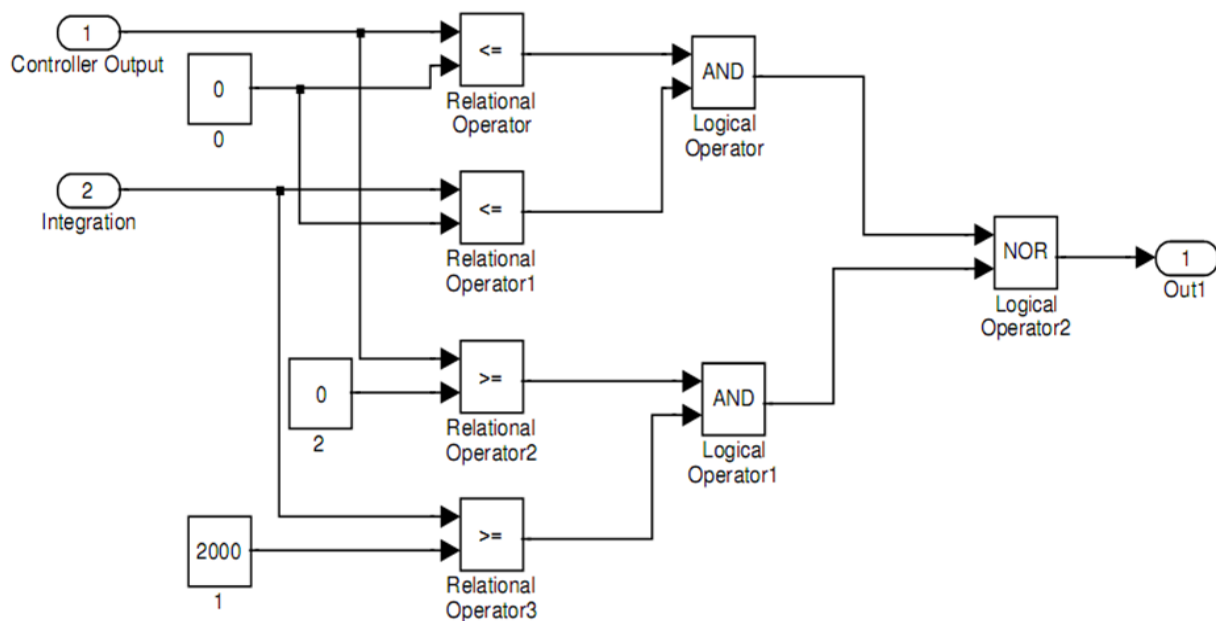 1
Controller Output
0
0
<=
Relational
Operator
AND
Logical
Operator
2
Integration
<=
Relational
Operator1
NOR
Logical
Operator2
1
Out1
0
2
>=
Relational
Operator2
AND
Logical
Operator1
2000
1
>=
Relational
Operator3